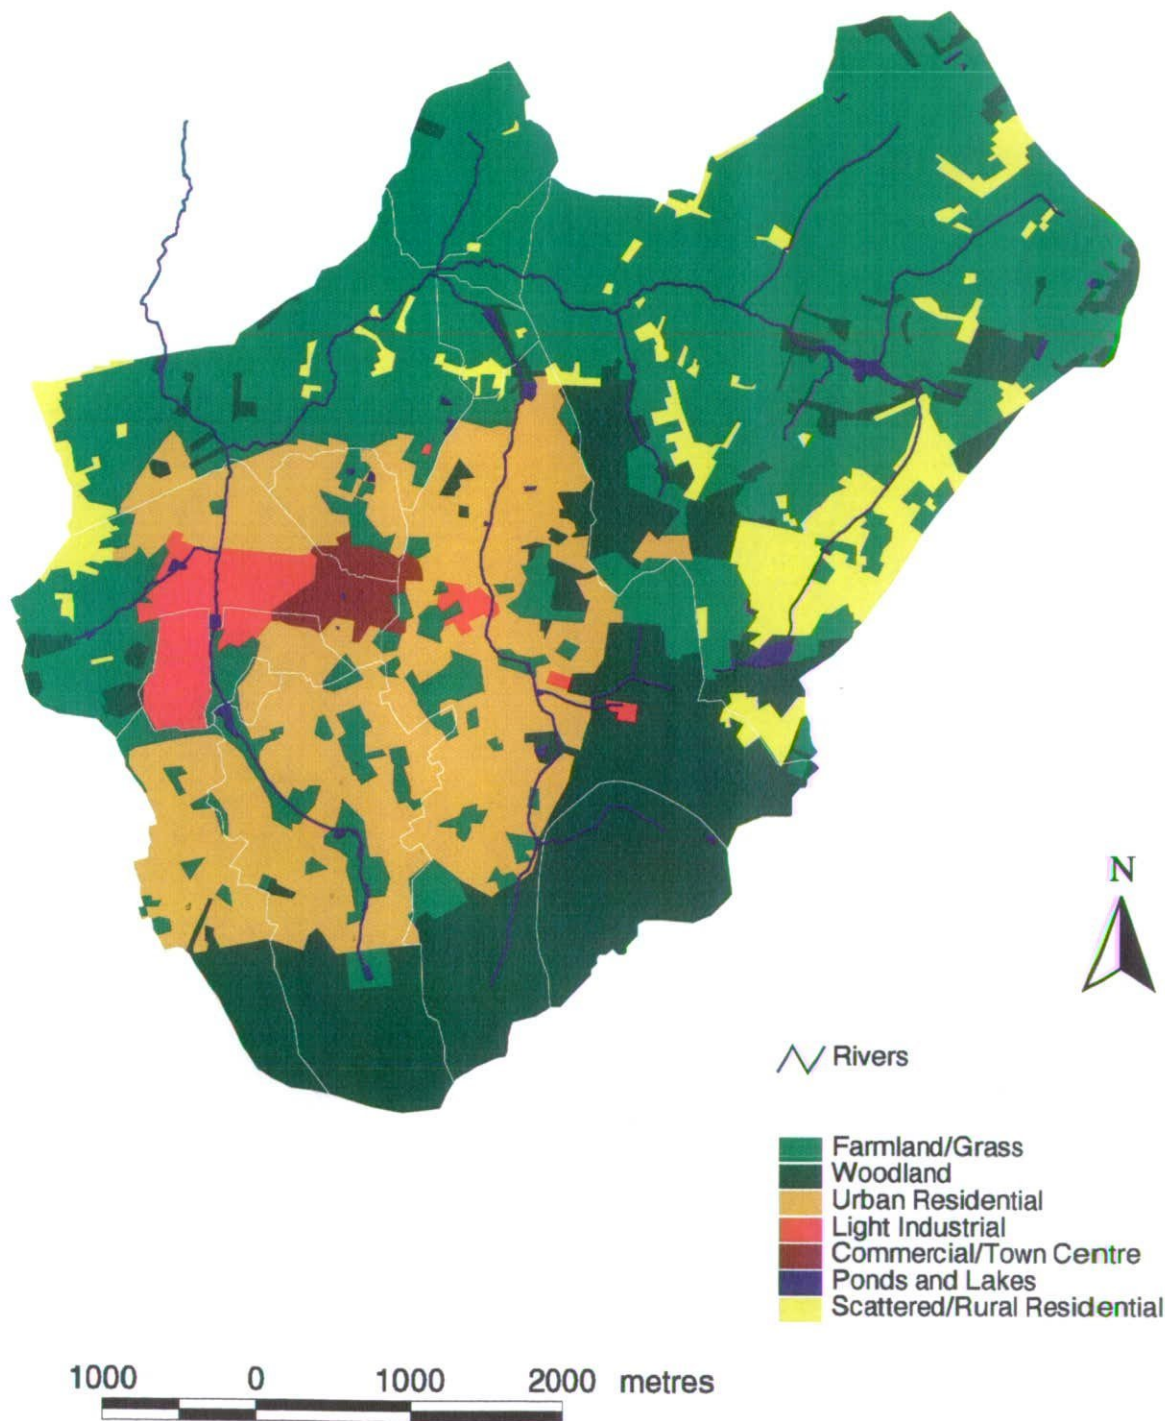 N
Rivers
Farmland/Grass
Woodland
Urban Residential
Light Industrial
Commercial/Town Centre
Ponds and Lakes
Scattered/Rural Residential
1000 0 1000 2000 metres